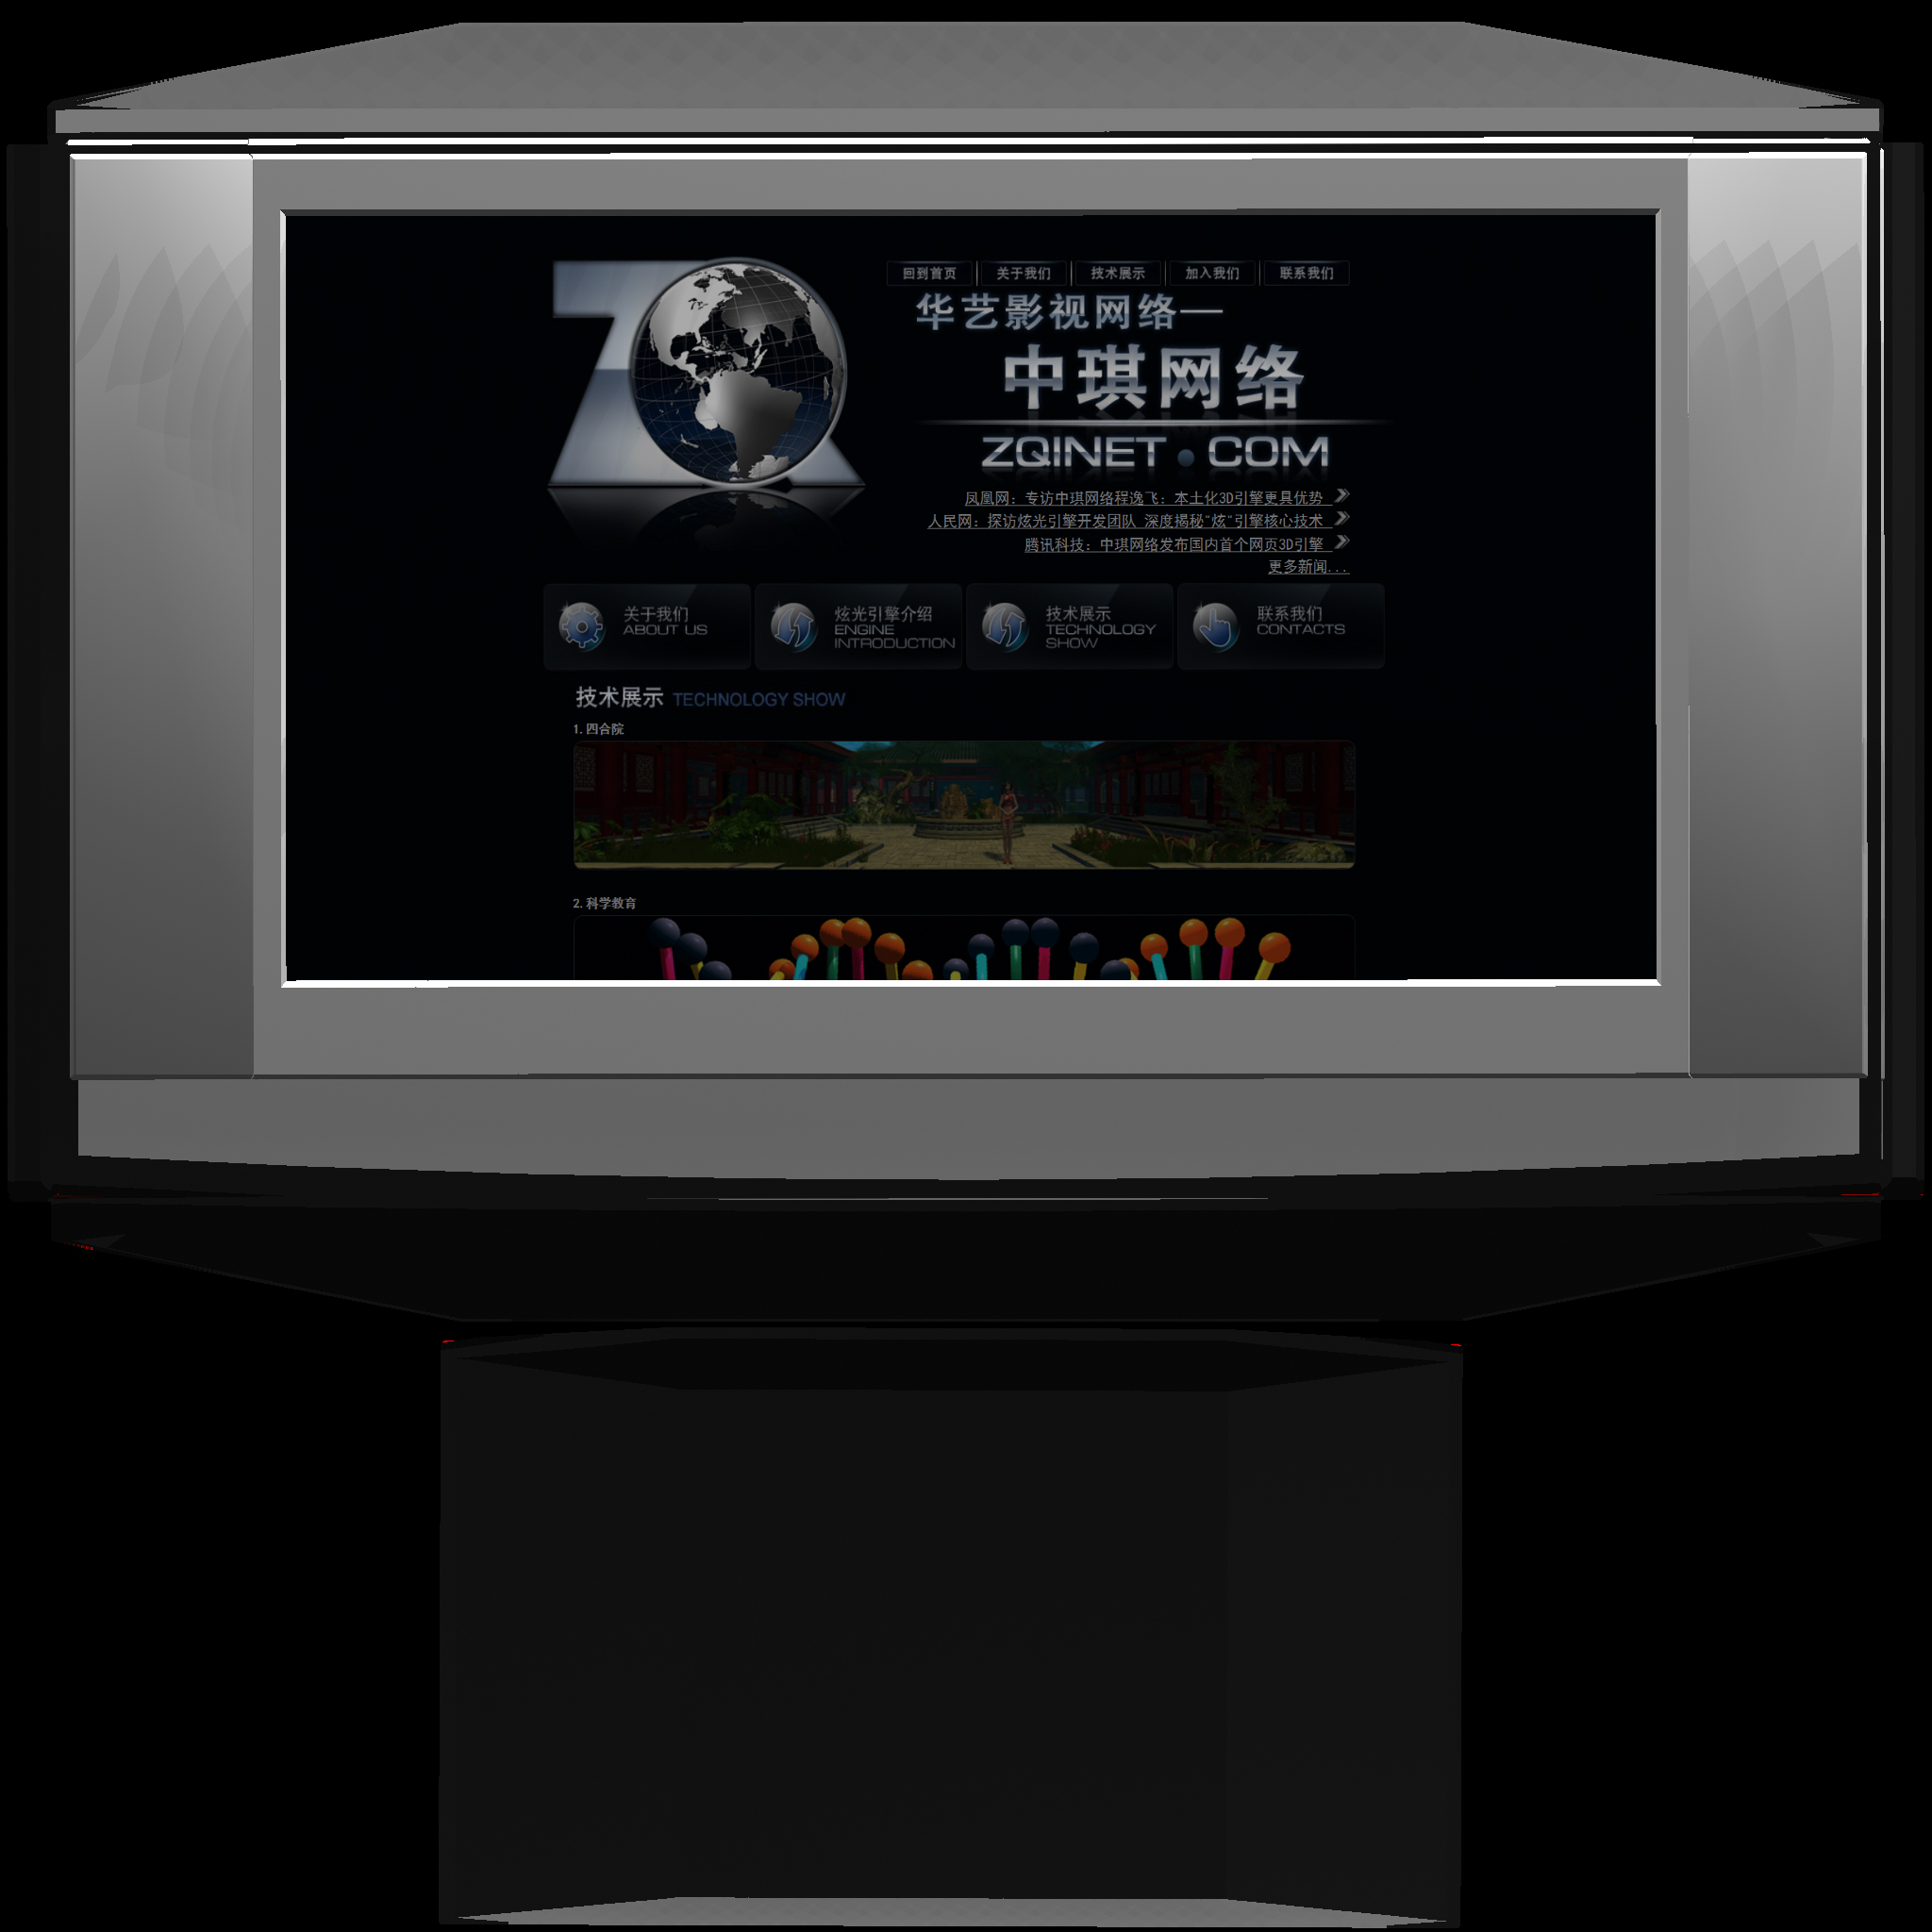 ZQ
回到首页 关于我们 技术展示 加入我们 联系我们
华艺影视网络—
中琪网络
ZQINET·COM
凤凰网：专访中琪网络程逸飞：本土化3D引擎更具优势
人民网：探访炫光引擎开发团队 深度揭秘"炫"引擎核心技术
腾讯科技：中琪网络发布国内首个网页3D引擎
更多新闻...
关于我们
ABOUT US
炫光引擎介绍
ENGINE
INTRODUCTION
技术展示
TECHNOLOGY
SHOW
联系我们
CONTACTS
技术展示 TECHNOLOGY SHOW
1. 四合院
2. 科学教育